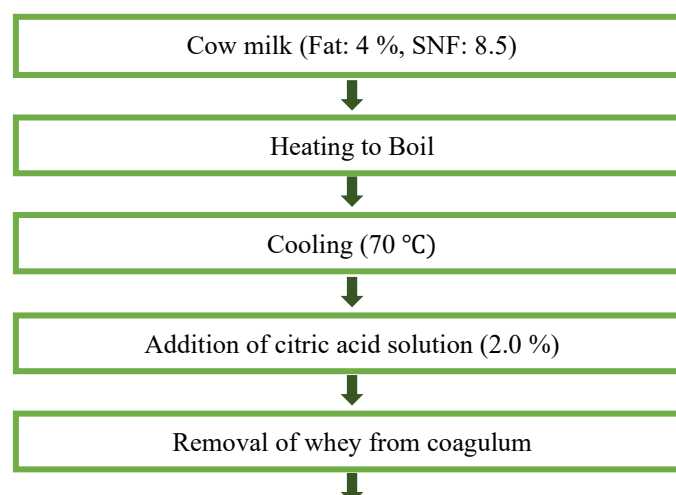 Cow milk (Fat: 4 %, SNF: 8.5)
Heating to Boil
Cooling (70 ℃)
Addition of citric acid solution (2.0 %)
Removal of whey from coagulum